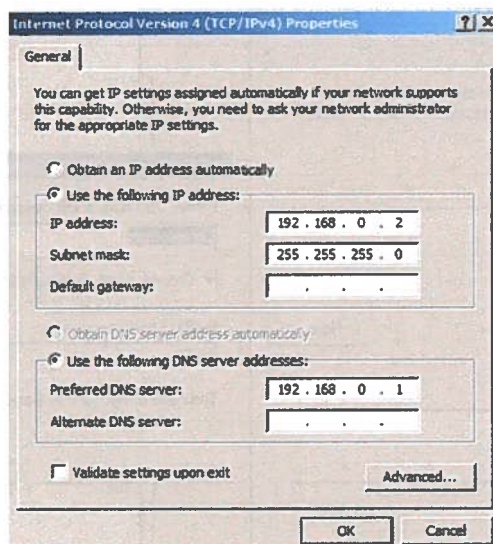 Internet Protocol Version 4 (TCP/IPv4) Properties
General
You can get IP settings assigned automatically if your network supports
this capability. Otherwise, you need to ask your network administrator
for the appropriate IP settings.
Obtain an IP address automatically
Use the following IP address:
IP address: 192 . 168 . 0 . 2
Subnet mask: 255 . 255 . 255 . 0
Default gateway: . . .
Obtain DNS server address automatically
Use the following DNS server addresses:
Preferred DNS server: 192 . 168 . 0 . 1
Alternate DNS server: . . .
Validate settings upon exit
Advanced...
OK Cancel